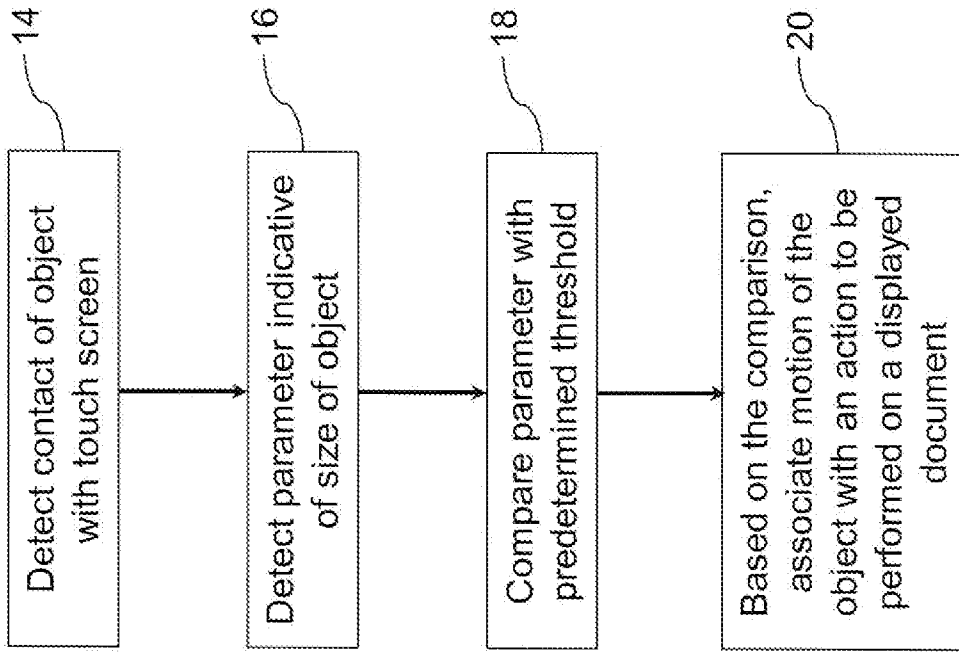 Detect contact of object
with touch screen
14
Detect parameter indicative
of size of object
16
Compare parameter with
predetermined threshold
18
Based on the comparison,
associate motion of the
object with an action to be
performed on a displayed
document
20